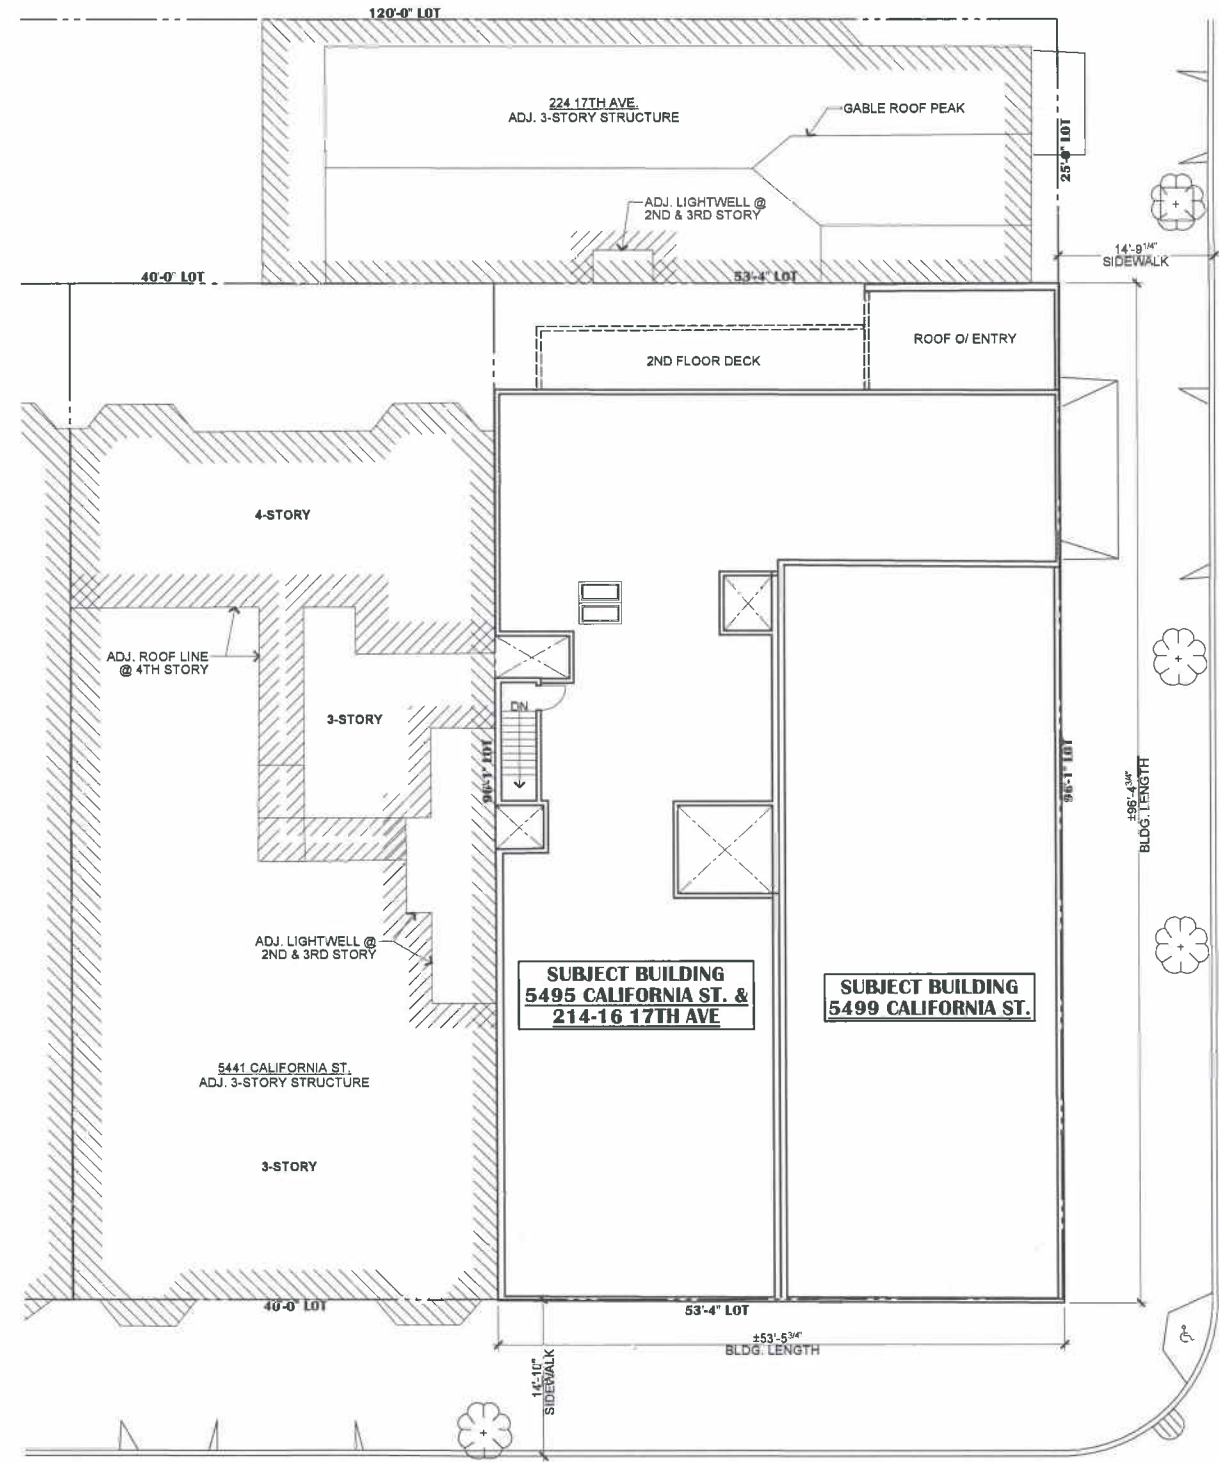 120'-0" LOT
224 17TH AVE.
ADJ. 3-STORY STRUCTURE
GABLE ROOF PEAK
25'-0" LOT
ADJ. LIGHTWELL @
2ND & 3RD STORY
14'-9 1/4"
SIDEWALK
40'-0" LOT
53'-4" LOT
ROOF O/ ENTRY
2ND FLOOR DECK
4-STORY
ADJ. ROOF LINE
@ 4TH STORY
3-STORY
DN
96'-1" LOT
96'-1" LOT
±96'-4 3/4"
BLDG. LENGTH
ADJ. LIGHTWELL @
2ND & 3RD STORY
SUBJECT BUILDING
5495 CALIFORNIA ST. &
214-16 17TH AVE
SUBJECT BUILDING
5499 CALIFORNIA ST.
5441 CALIFORNIA ST.
ADJ. 3-STORY STRUCTURE
3-STORY
40'-0" LOT
53'-4" LOT
±53'-5 3/4"
BLDG. LENGTH
14'-10"
SIDEWALK